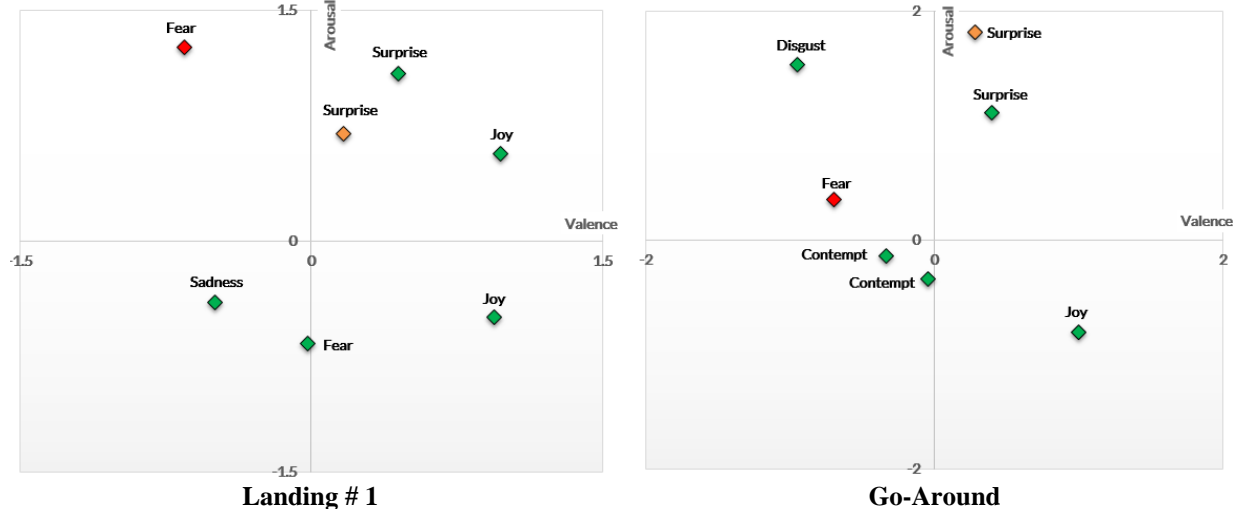 1.5
Arousal
Fear
Surprise
Surprise
Joy
Valence
0
-1.5
0
1.5
Sadness
Joy
Fear
-1.5
Landing # 1
2
Arousal
Surprise
Disgust
Surprise
Fear
Valence
0
-2
0
2
Contempt
Contempt
Joy
-2
Go-Around